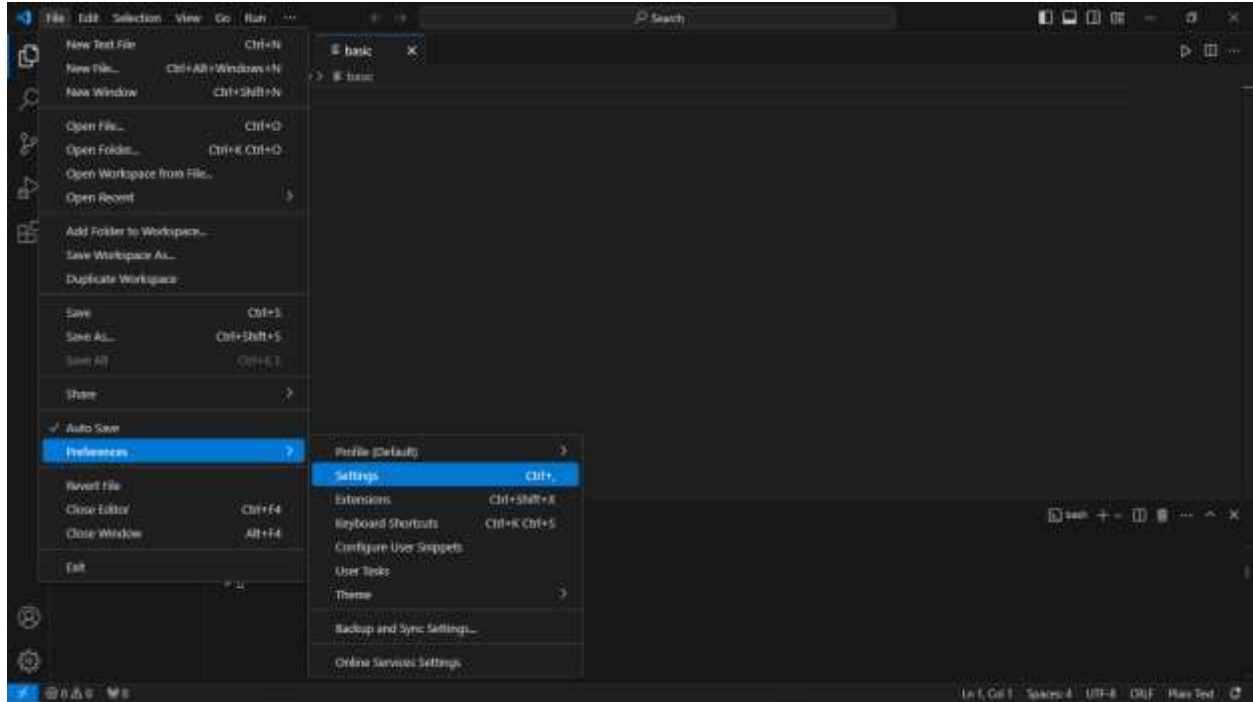 File Edit Selection View Go Run ···
Search
New Text File Ctrl+N
New File... Ctrl+Alt+Windows+N
New Window Ctrl+Shift+N
Open File... Ctrl+O
Open Folder... Ctrl+K Ctrl+O
Open Workspace from File...
Open Recent
Add Folder to Workspace...
Save Workspace As...
Duplicate Workspace
Save Ctrl+S
Save As... Ctrl+Shift+S
Save All Ctrl+K S
Share
Auto Save
Preferences
Revert File
Close Editor Ctrl+F4
Close Window Alt+F4
Exit
basic
basic
Profile (Default)
Settings Ctrl+,
Extensions Ctrl+Shift+X
Keyboard Shortcuts Ctrl+K Ctrl+S
Configure User Snippets
User Tasks
Theme
Backup and Sync Settings...
Online Services Settings
bash
0 0 0
Ln 1, Col 1 Spaces: 4 UTF-8 CRLF Plain Text